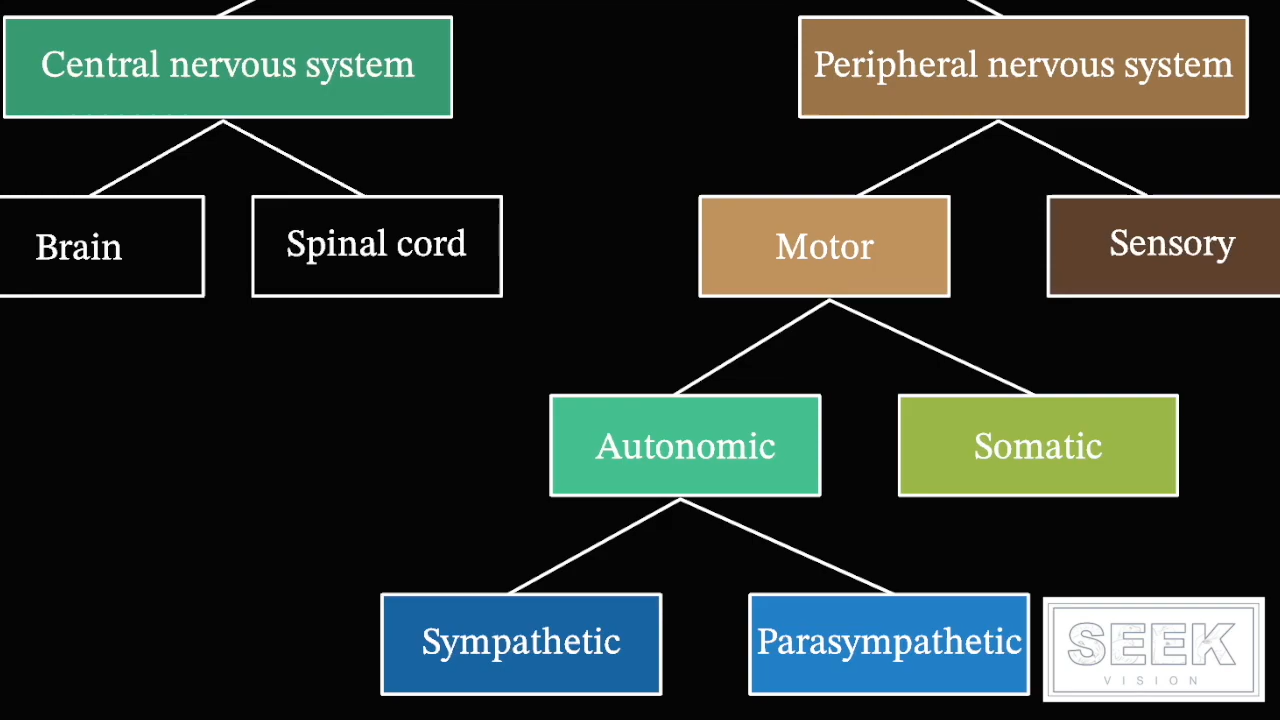 Central nervous system
Peripheral nervous system
Brain
Spinal cord
Motor
Sensory
Autonomic
Somatic
Sympathetic
Parasympathetic
SEEK
VISION